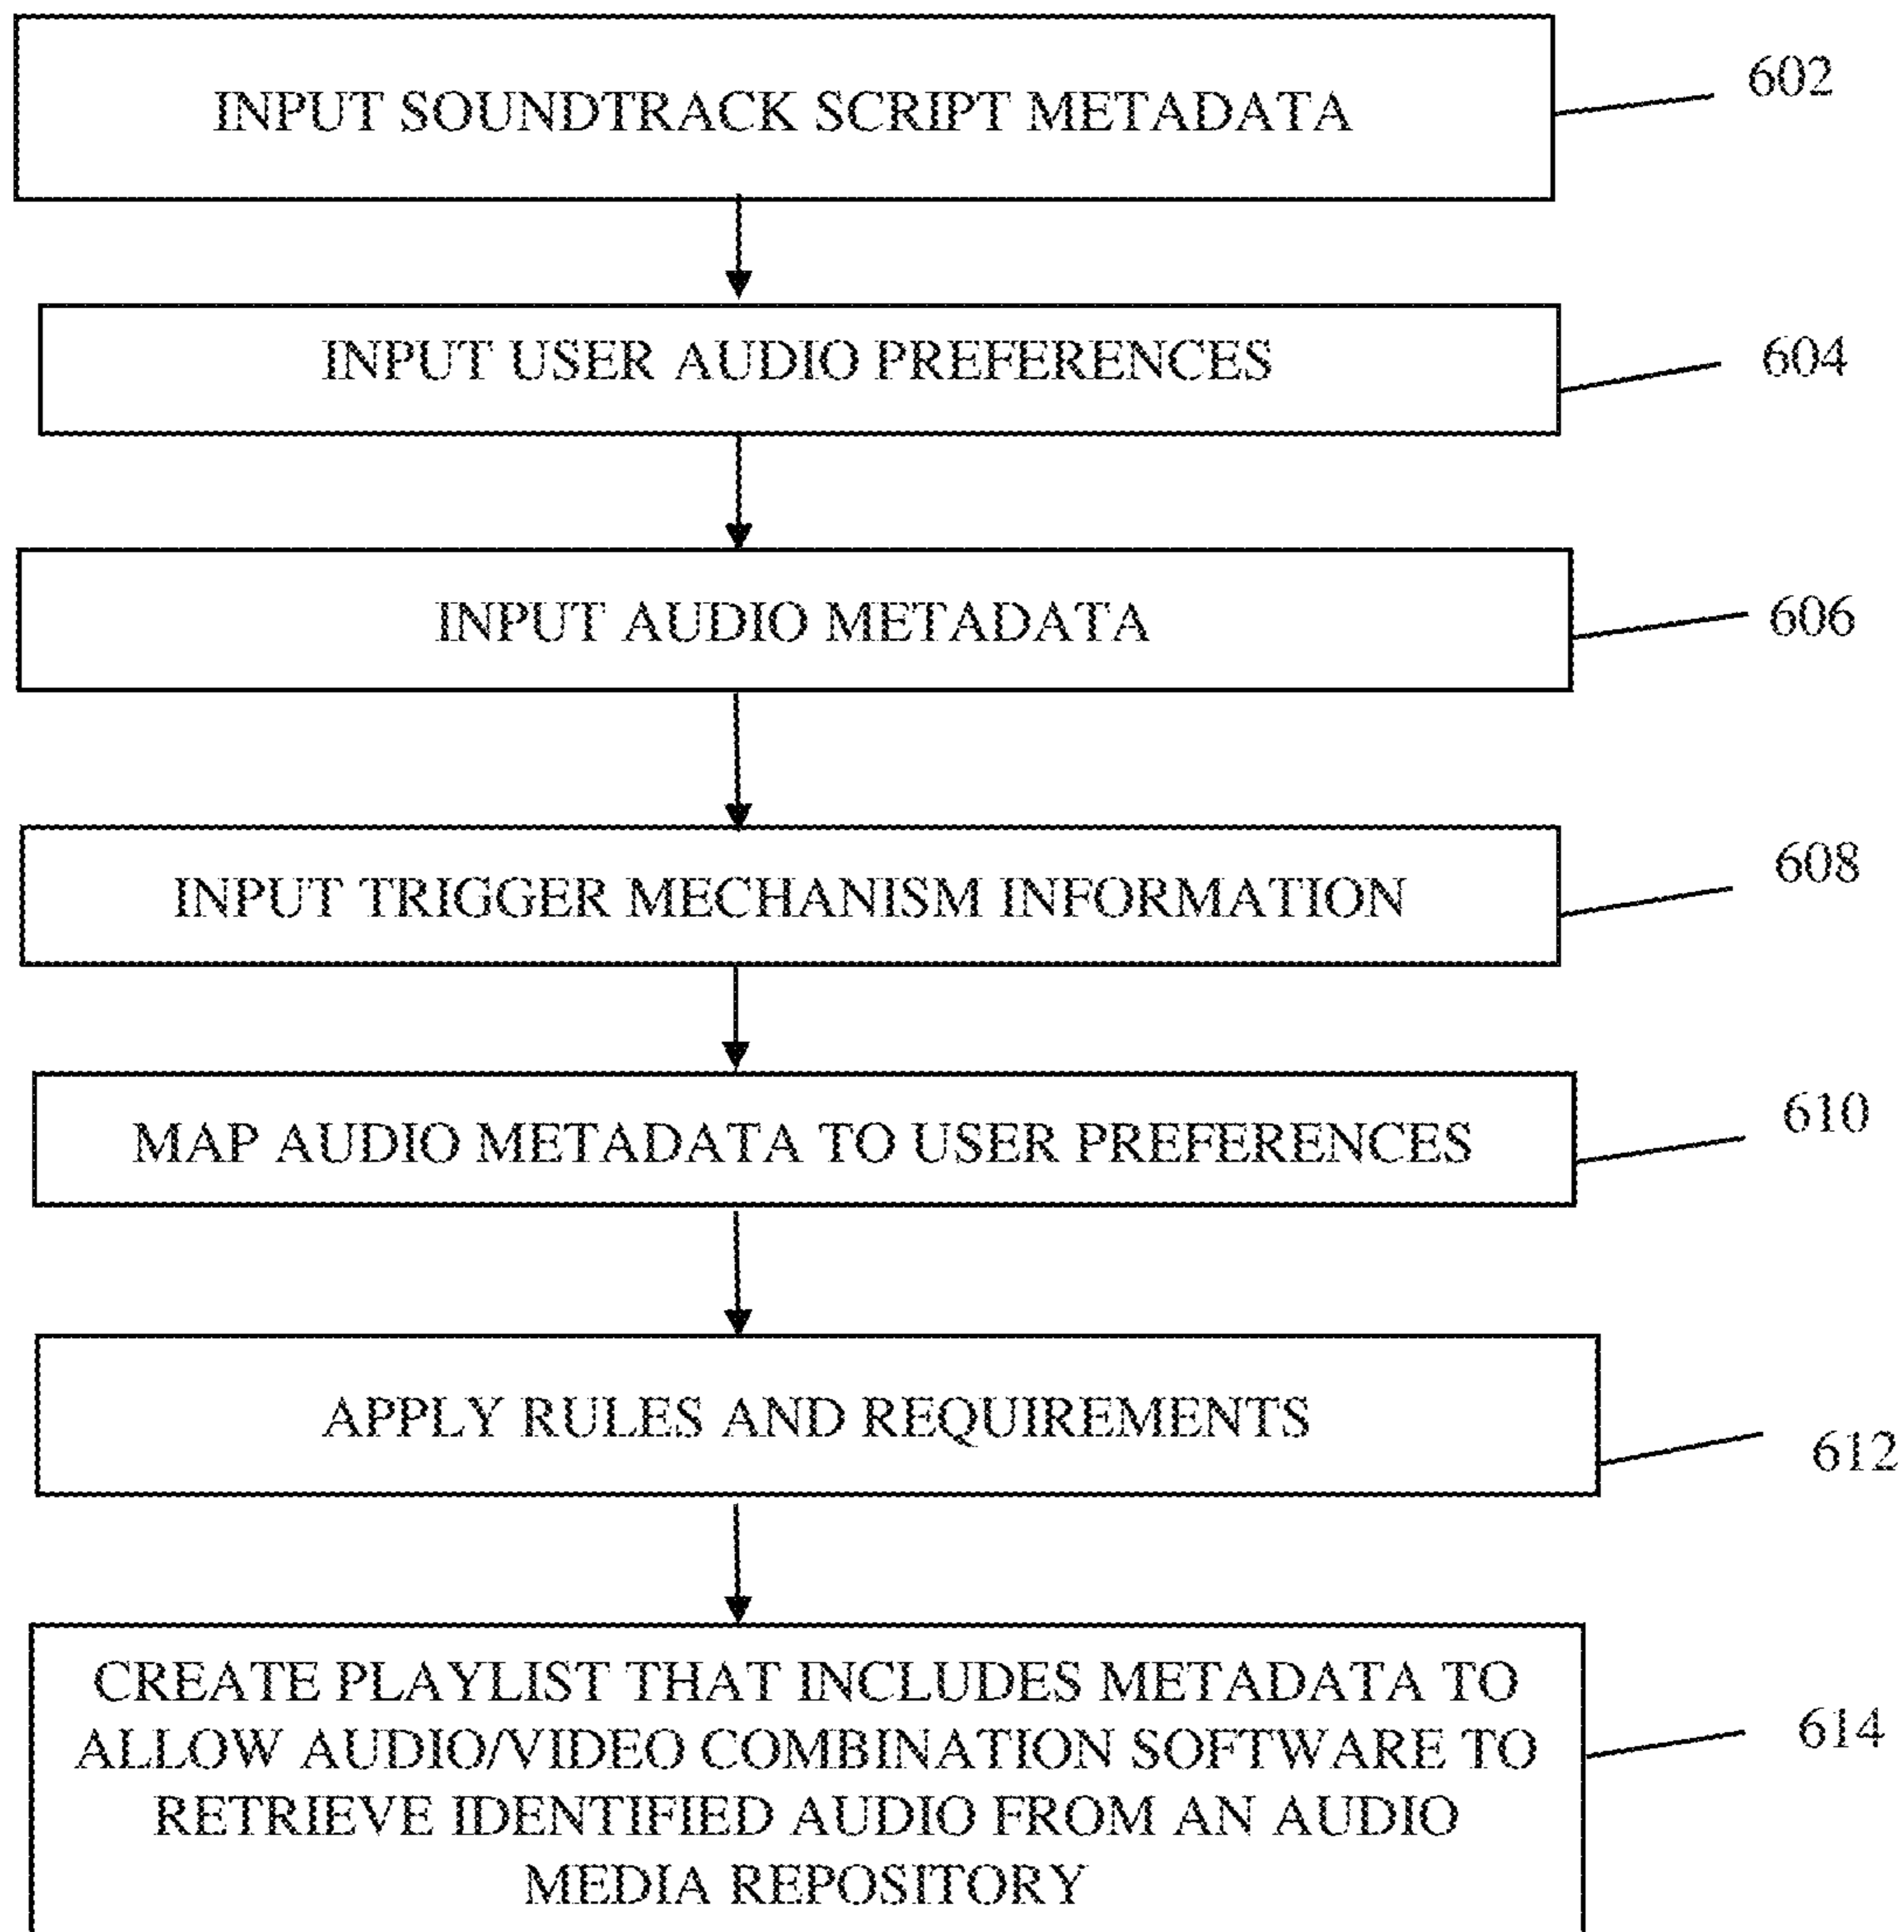 INPUT SOUNDTRACK SCRIPT METADATA
602
INPUT USER AUDIO PREFERENCES
604
INPUT AUDIO METADATA
606
INPUT TRIGGER MECHANISM INFORMATION
608
MAP AUDIO METADATA TO USER PREFERENCES
610
APPLY RULES AND REQUIREMENTS
612
CREATE PLAYLIST THAT INCLUDES METADATA TO
ALLOW AUDIO/VIDEO COMBINATION SOFTWARE TO
RETRIEVE IDENTIFIED AUDIO FROM AN AUDIO
MEDIA REPOSITORY
614